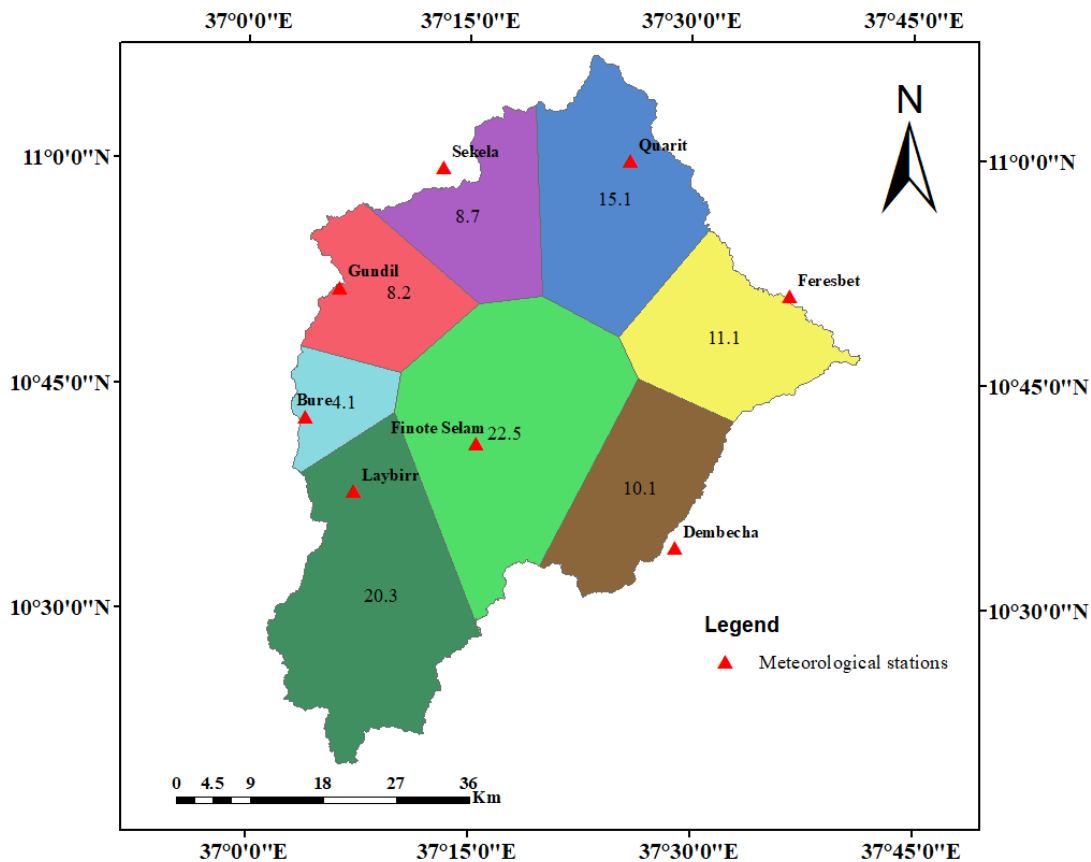 37°0'0"E 37°15'0"E 37°30'0"E 37°45'0"E
N
11°0'0"N Sekela Quarit 11°0'0"N
15.1
8.7
Gundil
8.2
Feresbet
11.1
10°45'0"N 10°45'0"N
Bure 4.1
Finote Selam 22.5
Laybirr
10.1
Dembecha
20.3
10°30'0"N 10°30'0"N
Legend
Meteorological stations
0 4.5 9 18 27 36
Km
37°0'0"E 37°15'0"E 37°30'0"E 37°45'0"E